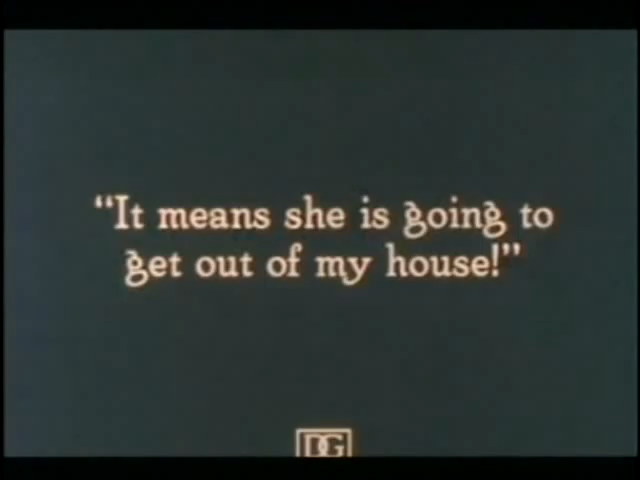 “It means she is going to
get out of my house!”
DG